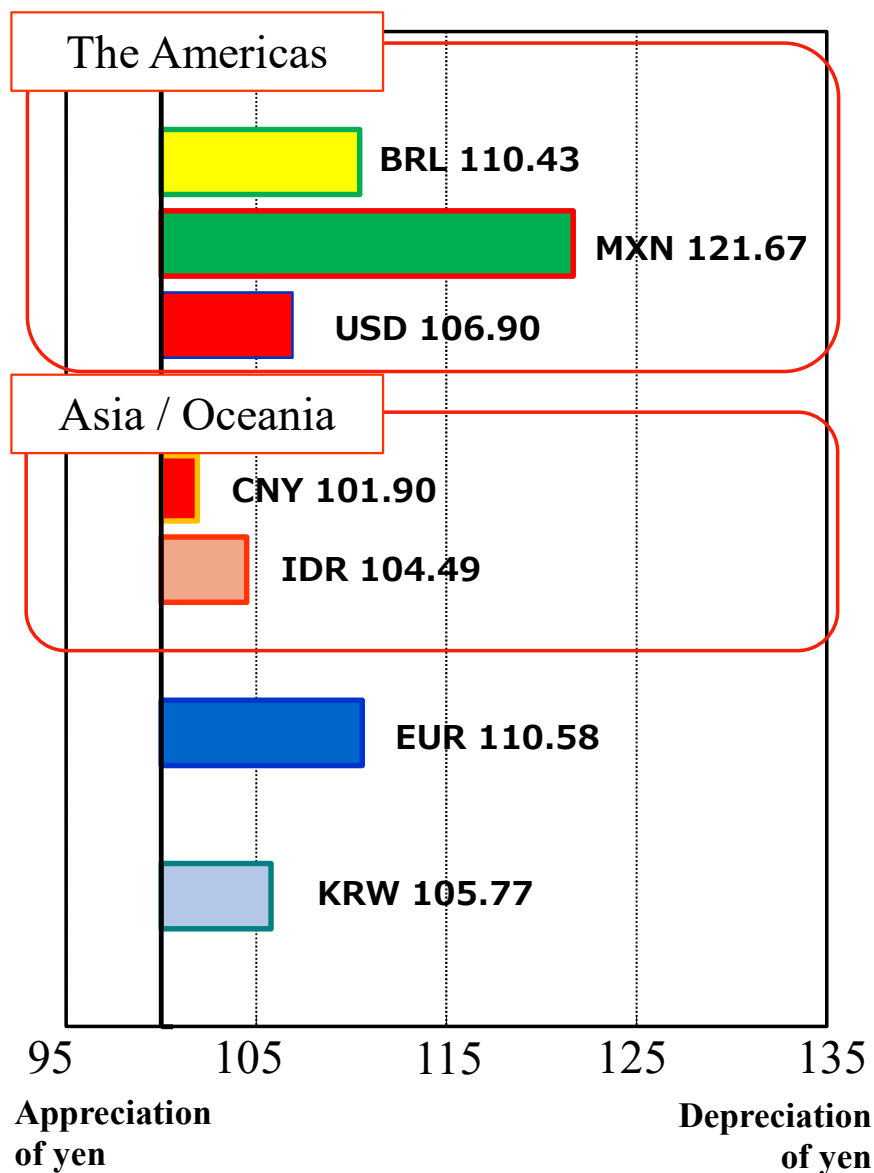 The Americas
BRL 110.43
MXN 121.67
USD 106.90
Asia / Oceania
CNY 101.90
IDR 104.49
EUR 110.58
KRW 105.77
95 105 115 125 135
Appreciation Depreciation
of yen of yen